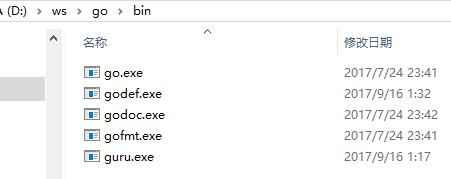 A (D:) › ws › go › bin
名称 修改日期
go.exe 2017/7/24 23:41
godef.exe 2017/9/16 1:32
godoc.exe 2017/7/24 23:42
gofmt.exe 2017/7/24 23:41
guru.exe 2017/9/16 1:17